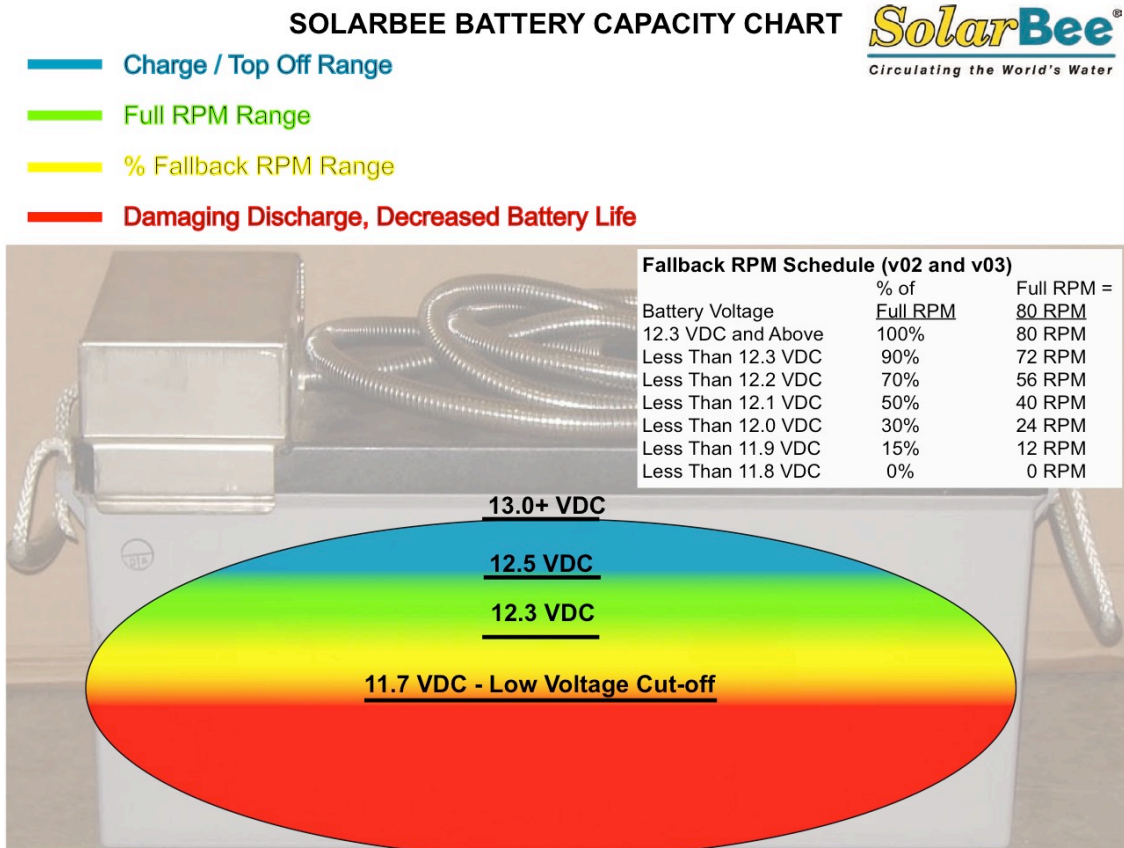 SOLARBEE BATTERY CAPACITY CHART
SolarBee®
Circulating the World's Water
Charge / Top Off Range
Full RPM Range
% Fallback RPM Range
Damaging Discharge, Decreased Battery Life
Fallback RPM Schedule (v02 and v03)
% of Full RPM =
Battery Voltage Full RPM 80 RPM
12.3 VDC and Above 100% 80 RPM
Less Than 12.3 VDC 90% 72 RPM
Less Than 12.2 VDC 70% 56 RPM
Less Than 12.1 VDC 50% 40 RPM
Less Than 12.0 VDC 30% 24 RPM
Less Than 11.9 VDC 15% 12 RPM
Less Than 11.8 VDC 0% 0 RPM
13.0+ VDC
12.5 VDC
12.3 VDC
11.7 VDC - Low Voltage Cut-off